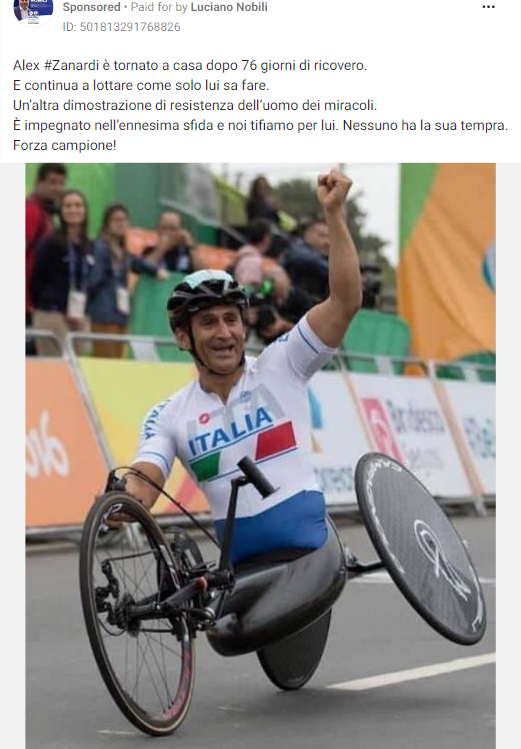 Sponsored • Paid for by Luciano Nobili
ID: 501813291768826
Alex #Zanardi è tornato a casa dopo 76 giorni di ricovero.
E continua a lottare come solo lui sa fare.
Un'altra dimostrazione di resistenza dell'uomo dei miracoli.
È impegnato nell'ennesima sfida e noi tifiamo per lui. Nessuno ha la sua tempra.
Forza campione!
ITALIA
ITALIA